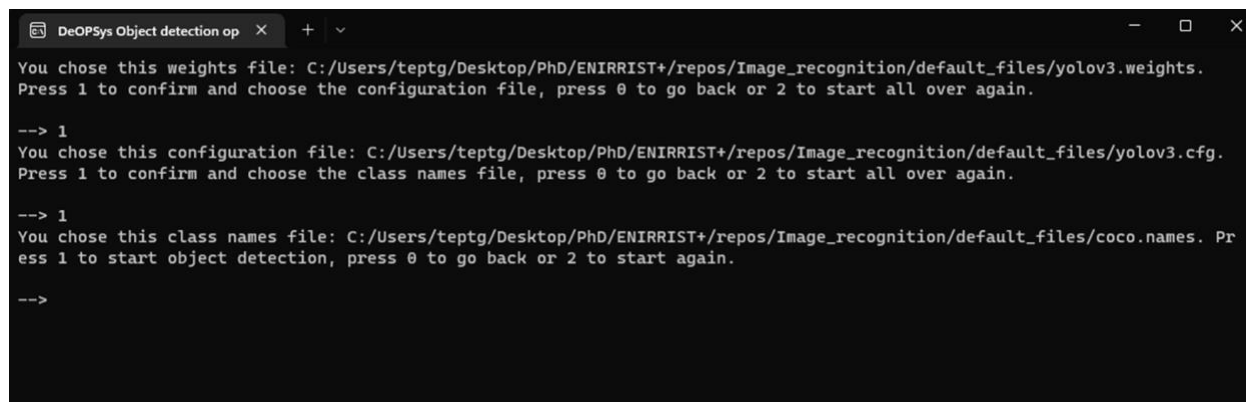 DeOPSys Object detection op
You chose this weights file: C:/Users/teptg/Desktop/PhD/ENIRRIST+/repos/Image_recognition/default_files/yolov3.weights.
Press 1 to confirm and choose the configuration file, press 0 to go back or 2 to start all over again.
--> 1
You chose this configuration file: C:/Users/teptg/Desktop/PhD/ENIRRIST+/repos/Image_recognition/default_files/yolov3.cfg.
Press 1 to confirm and choose the class names file, press 0 to go back or 2 to start all over again.
--> 1
You chose this class names file: C:/Users/teptg/Desktop/PhD/ENIRRIST+/repos/Image_recognition/default_files/coco.names. Pr
ess 1 to start object detection, press 0 to go back or 2 to start again.
-->